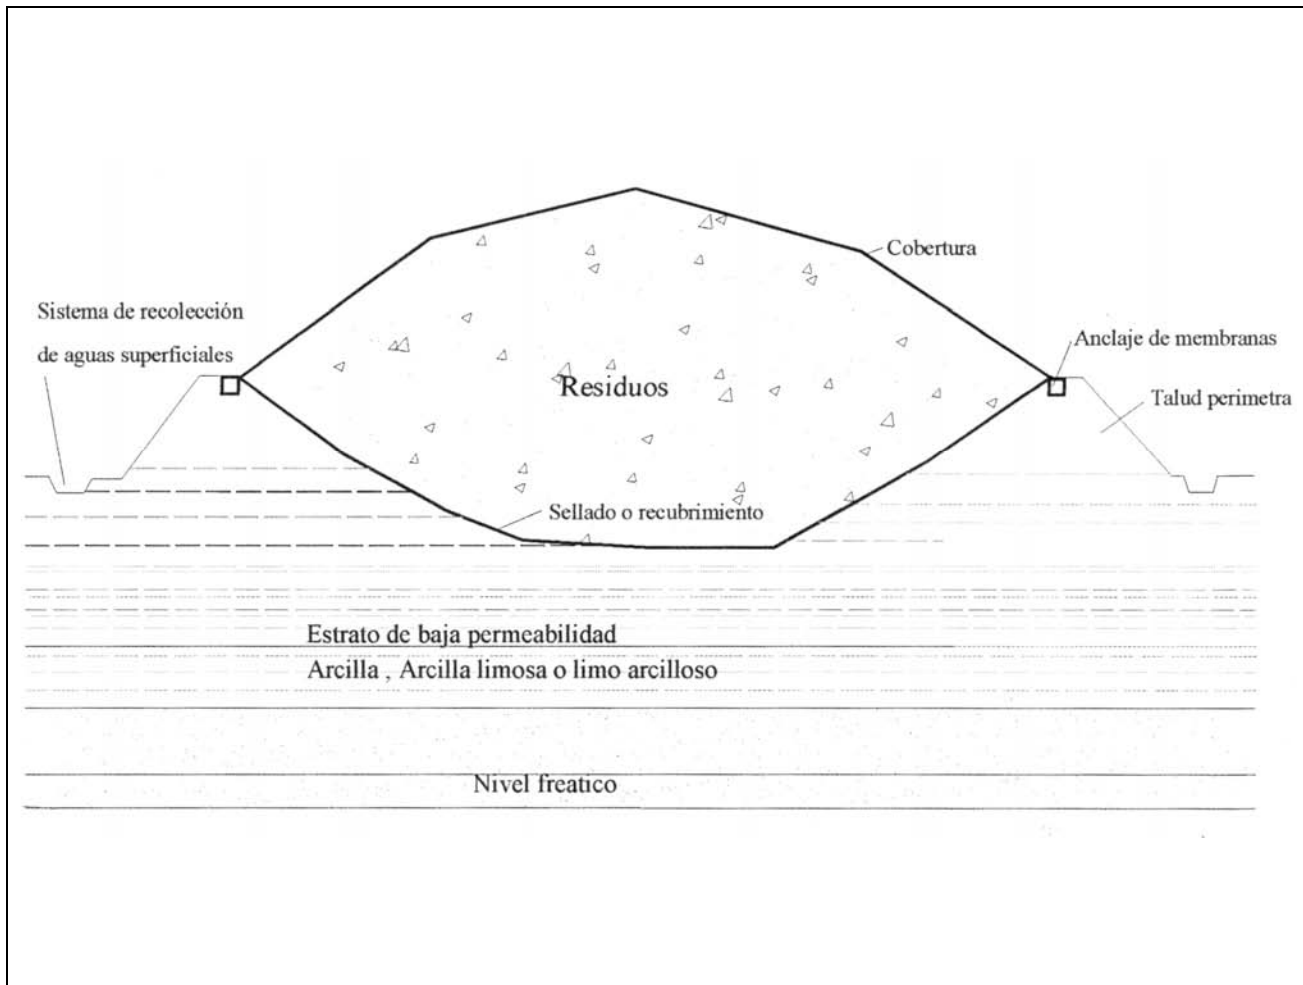 Cobertura
Sistema de recolección
de aguas superficiales
Anclaje de membranas
Residuos
Talud perimetra
Sellado o recubrimiento
Estrato de baja permeabilidad
Arcilla , Arcilla limosa o limo arcilloso
Nivel freatico